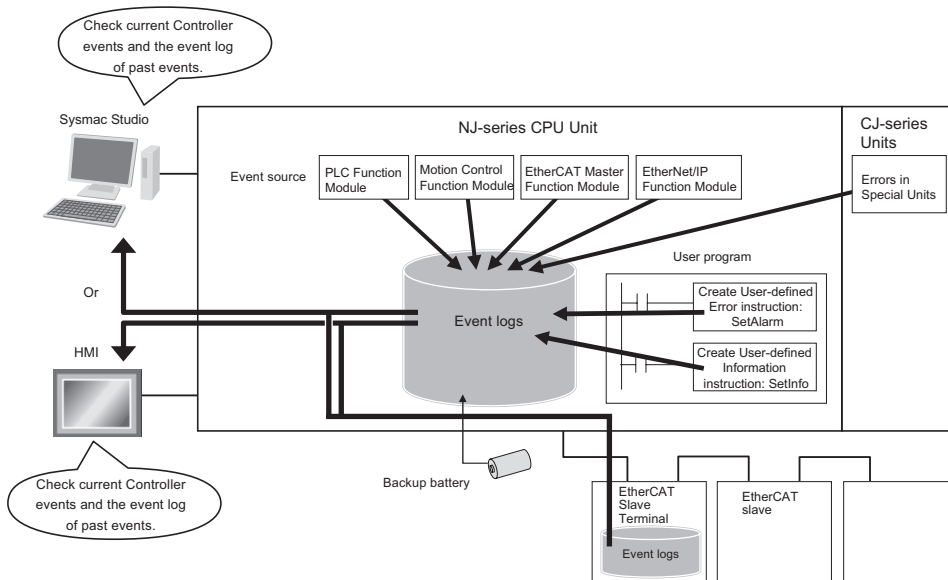 Check current Controller
events and the event log
of past events.
Sysmac Studio
NJ-series CPU Unit
CJ-series
Units
Event source
PLC Function
Module
Motion Control
Function Module
EtherCAT Master
Function Module
EtherNet/IP
Function Module
Errors in
Special Units
User program
Or
Event logs
Create User-defined
Error instruction:
SetAlarm
HMI
Create User-defined
Information
instruction: SetInfo
Backup battery
Check current Controller
events and the event log
of past events.
EtherCAT
Slave
Terminal
EtherCAT
slave
Event logs